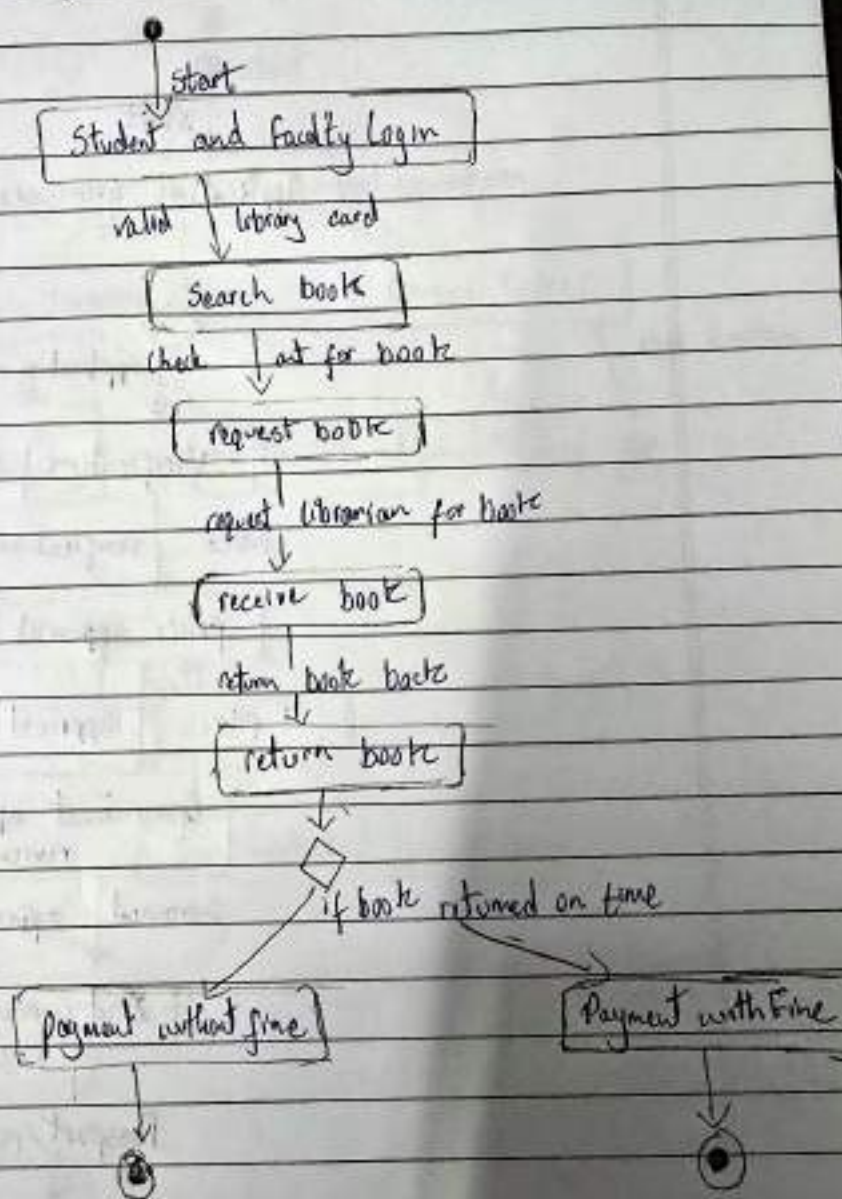 start
Student and Faculty Login
valid library card
Search book
check out for book
request book
request librarian for book
receive book
return book back
return book
if book returned on time
payment without fine
Payment with Fine